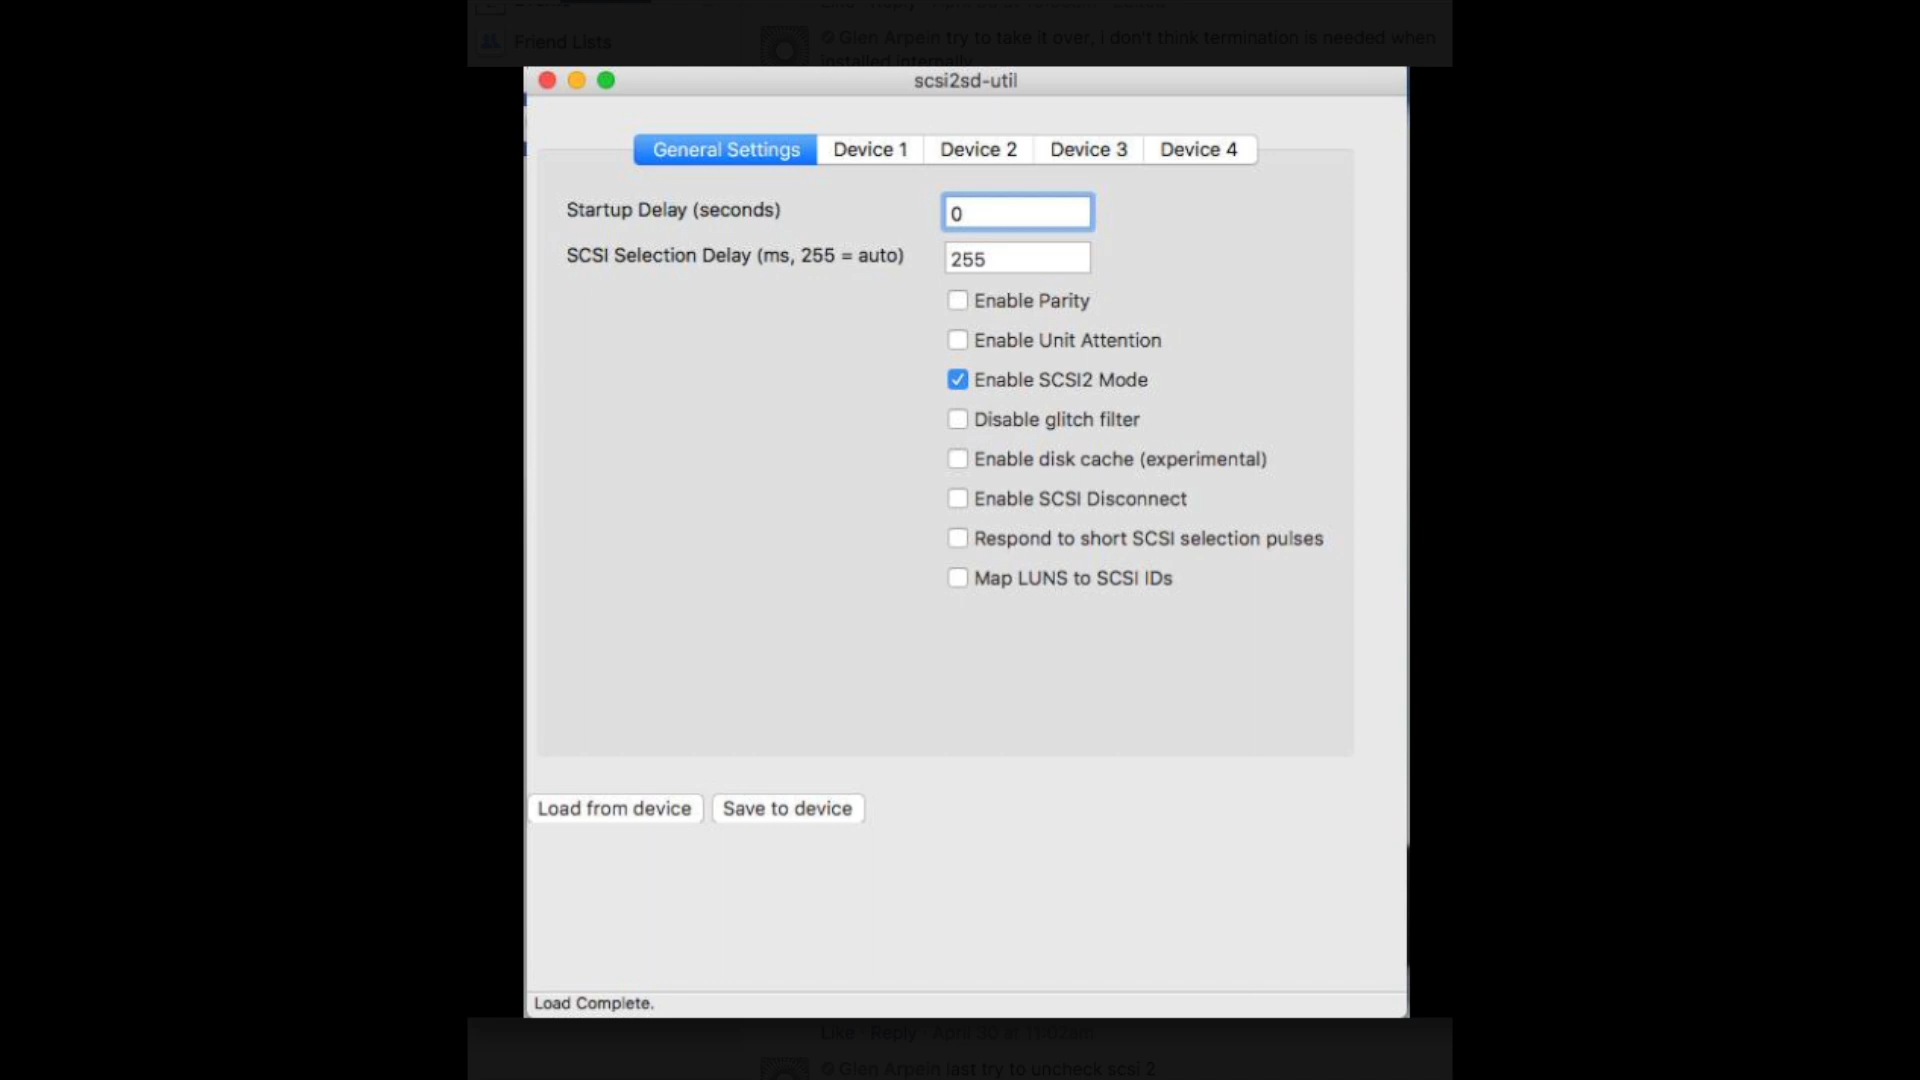 Friend Lists
Glen Arpein try to take it over, i don't think termination is needed when
installed internally
scsi2sd-util
General Settings
Device 1
Device 2
Device 3
Device 4
Startup Delay (seconds)
0
SCSI Selection Delay (ms, 255 = auto)
255
Enable Parity
Enable Unit Attention
Enable SCSI2 Mode
Disable glitch filter
Enable disk cache (experimental)
Enable SCSI Disconnect
Respond to short SCSI selection pulses
Map LUNS to SCSI IDs
Load from device
Save to device
Load Complete.
Like · Reply · April 30 at 11:02am
Glen Arpein last try to uncheck scsi 2